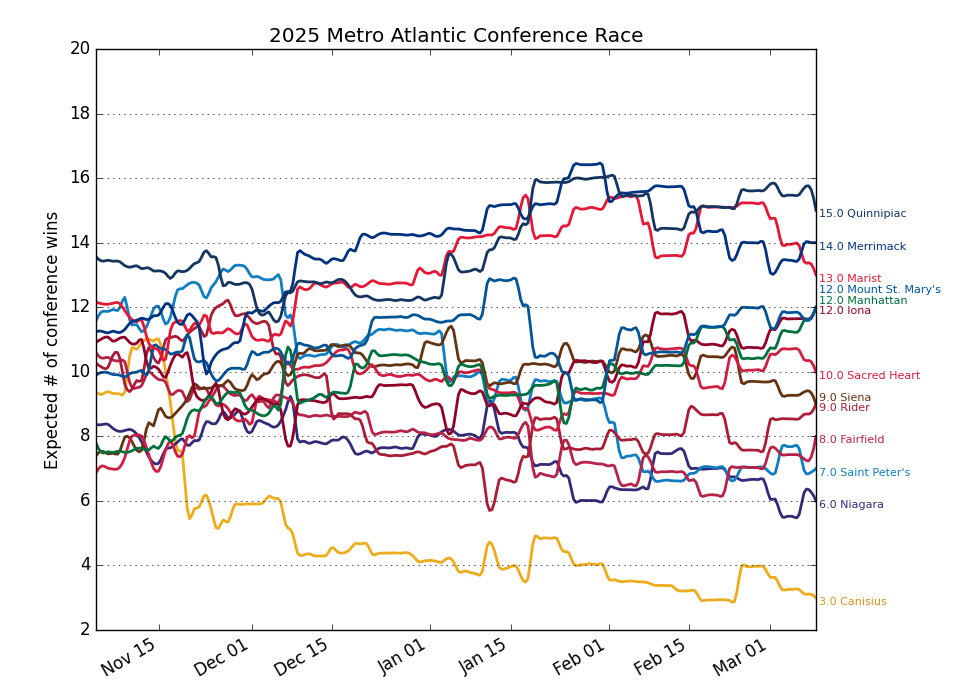 2025 Metro Atlantic Conference Race
Expected # of conference wins
20
18
16
14
12
10
8
6
4
2
15.0 Quinnipiac
14.0 Merrimack
13.0 Marist
12.0 Mount St. Mary's
12.0 Manhattan
12.0 Iona
10.0 Sacred Heart
9.0 Siena
9.0 Rider
8.0 Fairfield
7.0 Saint Peter's
6.0 Niagara
3.0 Canisius
Nov 15
Dec 01
Dec 15
Jan 01
Jan 15
Feb 01
Feb 15
Mar 01